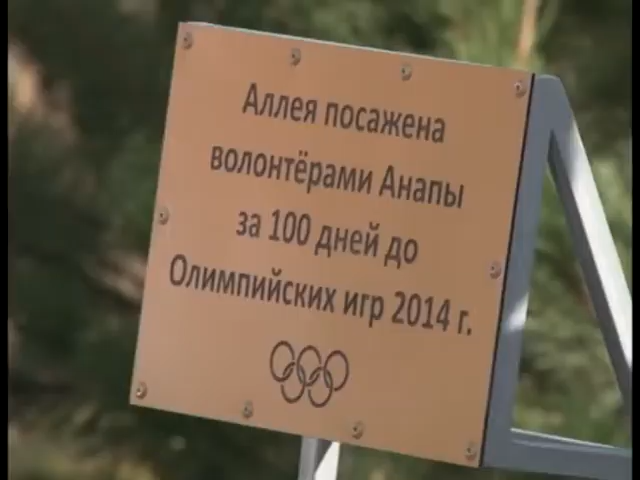 Аллея посажена
волонтёрами Анапы
за 100 дней до
Олимпийских игр 2014 г.